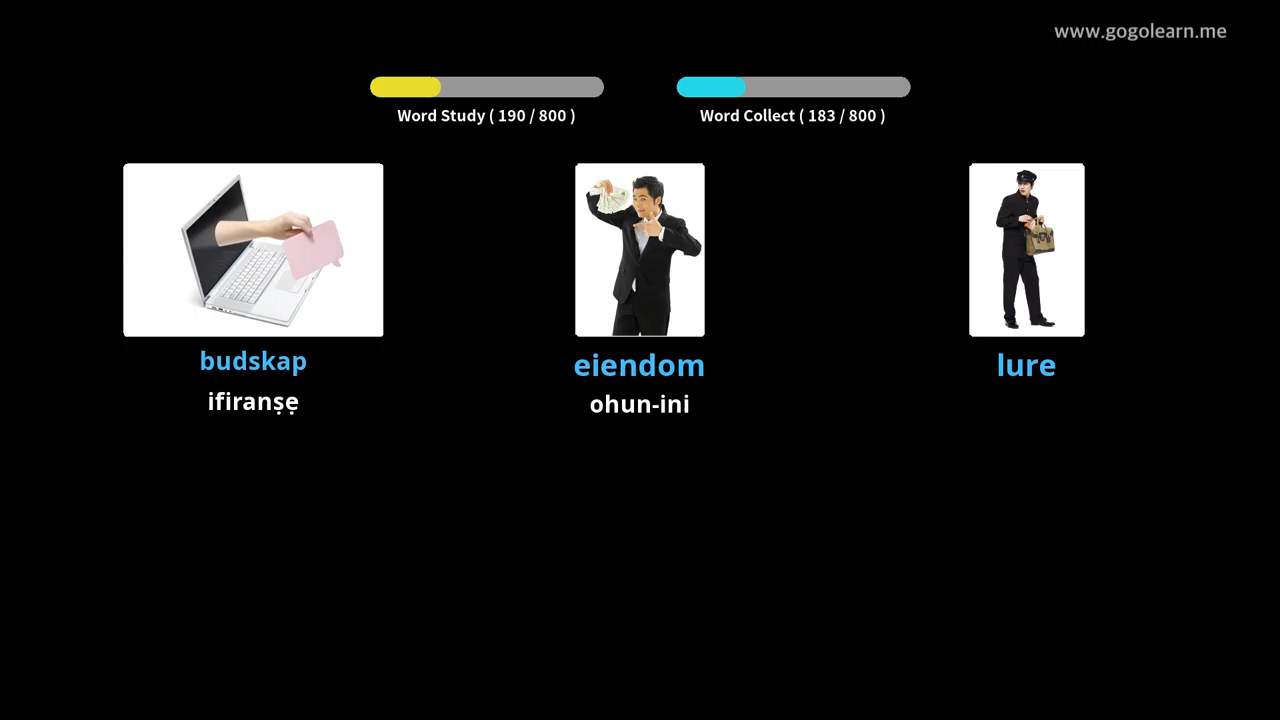 www.gogolearn.me
Word Study ( 190 / 800 )
Word Collect ( 183 / 800 )
budskap
ifiranṣẹ
eiendom
ohun-ini
lure